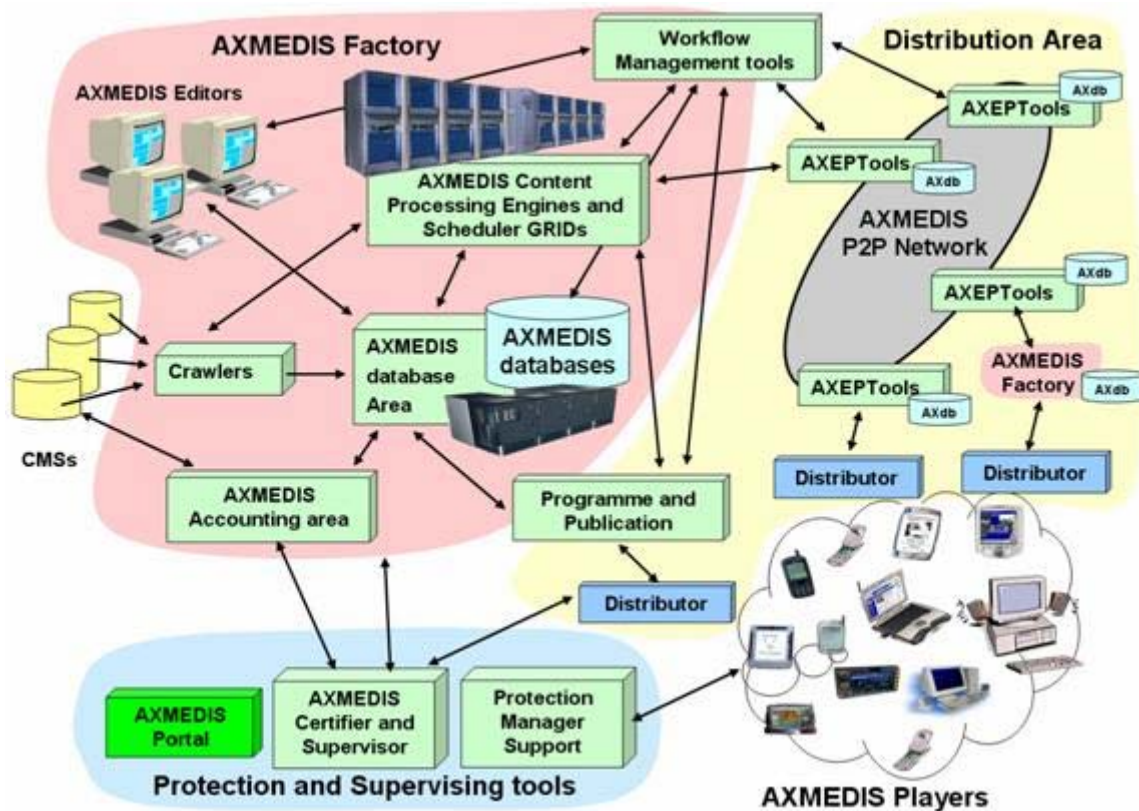 AXMEDIS Factory
Workflow
Management tools
Distribution Area
AXMEDIS Editors
AXdb
AXEPTools
AXEPTools
AXdb
AXMEDIS Content
Processing Engines and
Scheduler GRIDs
AXMEDIS
P2P Network
AXdb
AXEPTools
AXMEDIS
database
Area
AXMEDIS
databases
Crawlers
AXMEDIS
Factory
AXdb
AXEPTools
AXdb
CMSs
Distributor
Distributor
AXMEDIS
Accounting area
Programme and
Publication
Distributor
AXMEDIS
Portal
AXMEDIS
Certifier and
Supervisor
Protection
Manager
Support
Protection and Supervising tools
AXMEDIS Players